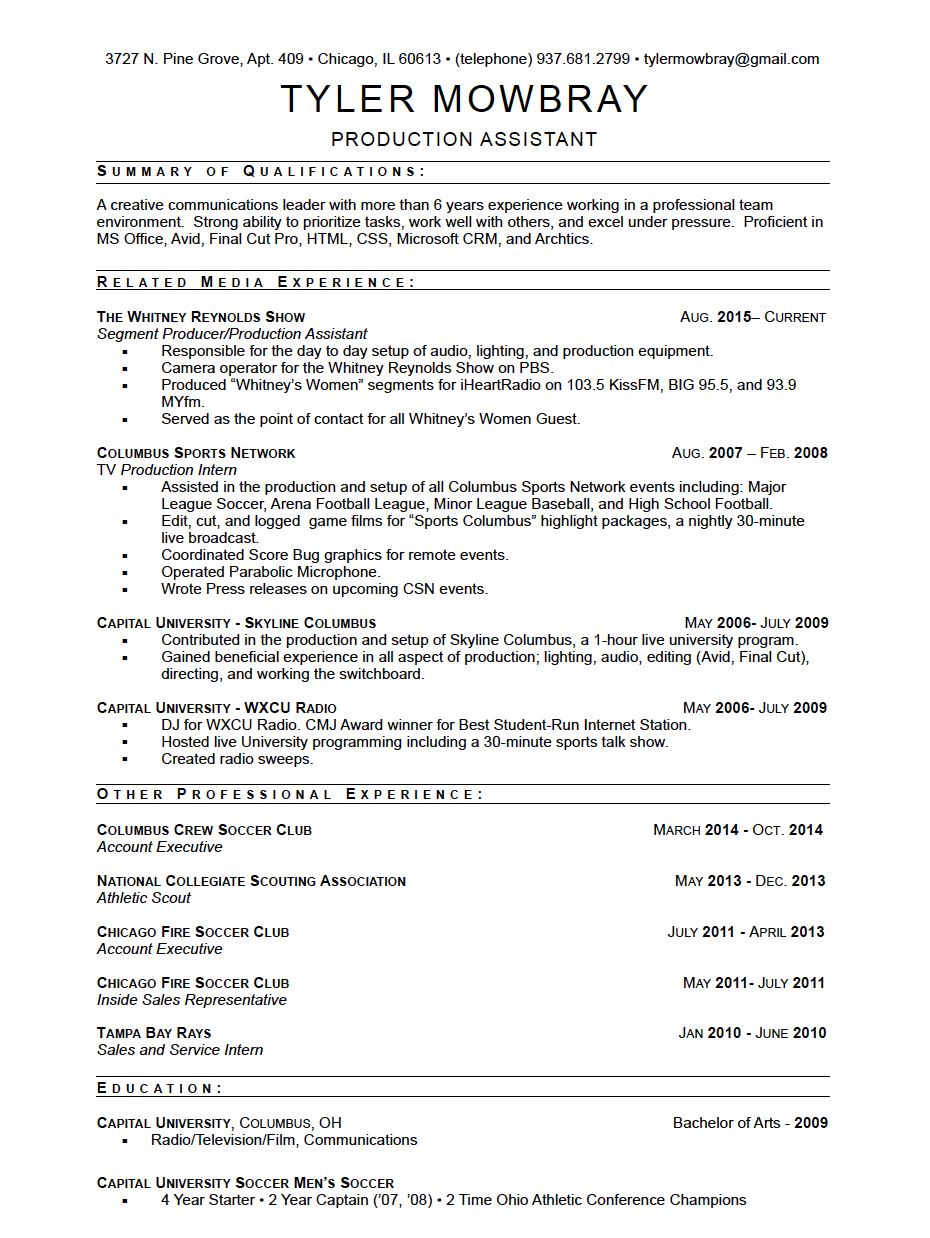 3727 N. Pine Grove, Apt. 409 ▪ Chicago, IL 60613 ▪ (telephone) 937.681.2799 ▪ tylermowbray@gmail.com
TYLER MOWBRAY
PRODUCTION ASSISTANT
SUMMARY OF QUALIFICATIONS:
A creative communications leader with more than 6 years experience working in a professional team
environment.  Strong ability to prioritize tasks, work well with others, and excel under pressure.  Proficient in
MS Office, Avid, Final Cut Pro, HTML, CSS, Microsoft CRM, and Archtics.
RELATED MEDIA EXPERIENCE:
THE WHITNEY REYNOLDS SHOW AUG. 2015– CURRENT
Segment Producer/Production Assistant
▪ Responsible for the day to day setup of audio, lighting, and production equipment.
▪ Camera operator for the Whitney Reynolds Show on PBS.
▪ Produced “Whitney’s Women” segments for iHeartRadio on 103.5 KissFM, BIG 95.5, and 93.9
MYfm.
▪ Served as the point of contact for all Whitney’s Women Guest.
COLUMBUS SPORTS NETWORK AUG. 2007 – FEB. 2008
TV Production Intern
▪ Assisted in the production and setup of all Columbus Sports Network events including: Major
League Soccer, Arena Football League, Minor League Baseball, and High School Football.
▪ Edit, cut, and logged  game films for “Sports Columbus” highlight packages, a nightly 30-minute
live broadcast.
▪ Coordinated Score Bug graphics for remote events.
▪ Operated Parabolic Microphone.
▪ Wrote Press releases on upcoming CSN events.
CAPITAL UNIVERSITY - SKYLINE COLUMBUS MAY 2006- JULY 2009
▪ Contributed in the production and setup of Skyline Columbus, a 1-hour live university program.
▪ Gained beneficial experience in all aspect of production; lighting, audio, editing (Avid, Final Cut),
directing, and working the switchboard.
CAPITAL UNIVERSITY - WXCU RADIO MAY 2006- JULY 2009
▪ DJ for WXCU Radio. CMJ Award winner for Best Student-Run Internet Station.
▪ Hosted live University programming including a 30-minute sports talk show.
▪ Created radio sweeps.
OTHER PROFESSIONAL EXPERIENCE:
COLUMBUS CREW SOCCER CLUB MARCH 2014 - OCT. 2014
Account Executive
NATIONAL COLLEGIATE SCOUTING ASSOCIATION MAY 2013 - DEC. 2013
Athletic Scout
CHICAGO FIRE SOCCER CLUB JULY 2011 - APRIL 2013
Account Executive
CHICAGO FIRE SOCCER CLUB MAY 2011- JULY 2011
Inside Sales Representative
TAMPA BAY RAYS JAN 2010 - JUNE 2010
Sales and Service Intern
EDUCATION:
CAPITAL UNIVERSITY, COLUMBUS, OH Bachelor of Arts - 2009
▪ Radio/Television/Film, Communications
CAPITAL UNIVERSITY SOCCER MEN’S SOCCER
▪ 4 Year Starter ▪ 2 Year Captain (’07, ’08) ▪ 2 Time Ohio Athletic Conference Champions